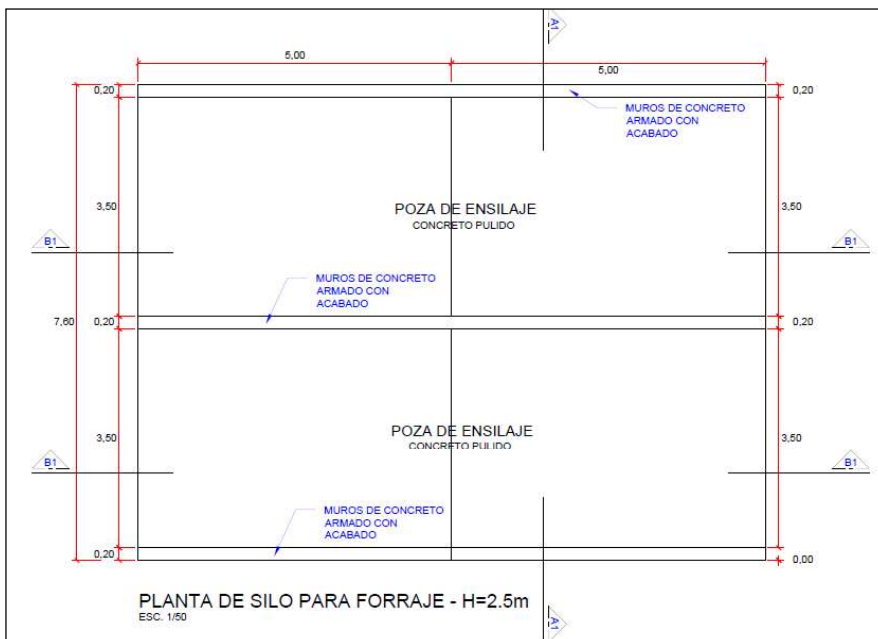 A1
5,00
5,00
0,20
0,20
MUROS DE CONCRETO
ARMADO CON
ACABADO
3,50
3,50
POZA DE ENSILAJE
CONCRETO PULIDO
B1
B1
MUROS DE CONCRETO
ARMADO CON
ACABADO
7,60
0,20
0,20
POZA DE ENSILAJE
CONCRETO PULIDO
3,50
3,50
B1
B1
MUROS DE CONCRETO
ARMADO CON
ACABADO
0,20
0,00
PLANTA DE SILO PARA FORRAJE - H=2.5m
ESC. 1/50
A1